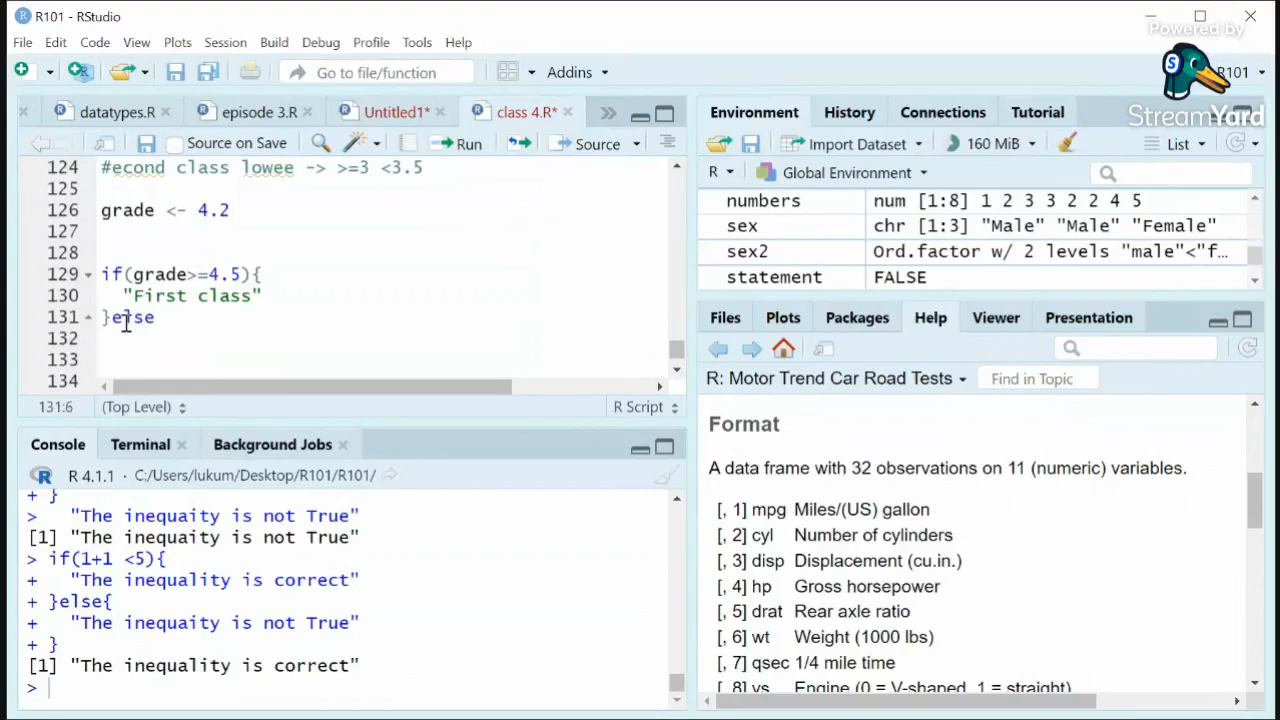 R101 - RStudio
Powered by
StreamYard
S
File Edit Code View Plots Session Build Debug Profile Tools Help
Go to file/function
Addins
R101
datatypes.R
episode 3.R
Untitled1*
class 4.R*
Source on Save
Run
Source
124 #econd class lowee -> >=3 <3.5
125
126 grade <- 4.2
127
128
129 if(grade>=4.5){
130 "First class"
131 }else
132
133
134
131:6 (Top Level) R Script
Console Terminal Background Jobs
R 4.1.1 · C:/Users/lukum/Desktop/R101/R101/
+ }
> "The inequaity is not True"
[1] "The inequaity is not True"
> if(1+1 <5){
+ "The inequality is correct"
+ }else{
+ "The inequaity is not True"
+ }
[1] "The inequality is correct"
>
Environment History Connections Tutorial
Import Dataset 160 MiB List
R Global Environment
numbers num [1:8] 1 2 3 3 2 2 4 5
sex chr [1:3] "Male" "Male" "Female"
sex2 Ord.factor w/ 2 levels "male"<"f…
statement FALSE
Files Plots Packages Help Viewer Presentation
R: Motor Trend Car Road Tests Find in Topic
Format
A data frame with 32 observations on 11 (numeric) variables.
[, 1] mpg Miles/(US) gallon
[, 2] cyl Number of cylinders
[, 3] disp Displacement (cu.in.)
[, 4] hp Gross horsepower
[, 5] drat Rear axle ratio
[, 6] wt Weight (1000 lbs)
[, 7] qsec 1/4 mile time
[, 8] vs Engine (0 = V-shaped, 1 = straight)